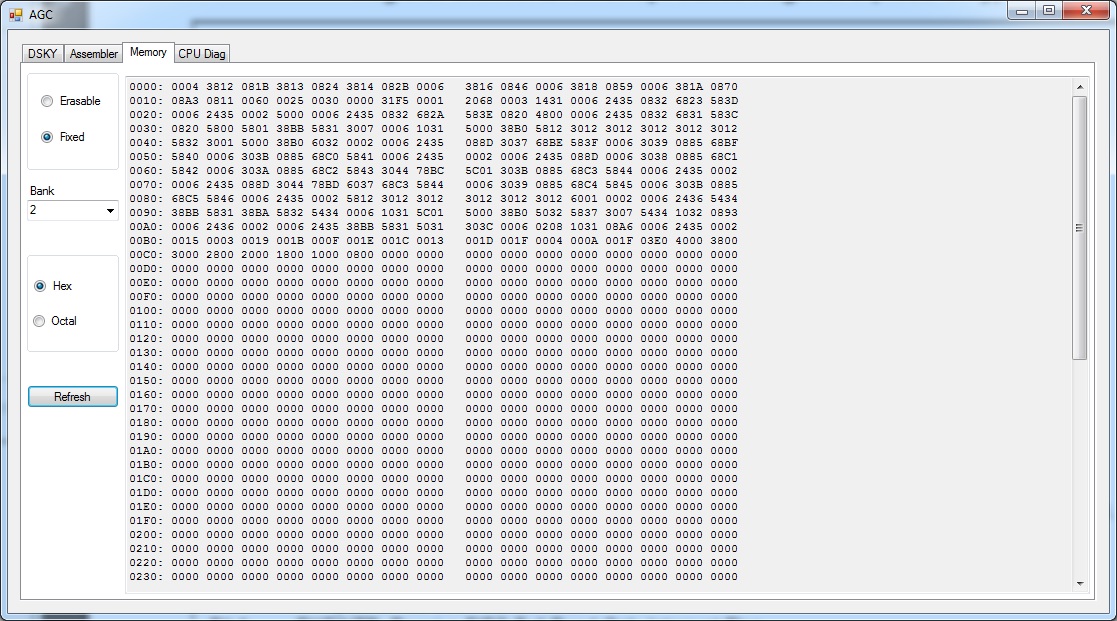 AGC
DSKY Assembler Memory CPU Diag
Erasable
Fixed
Bank
2
Hex
Octal
Refresh
0000: 0004 3812 081B 3813 0824 3814 082B 0006 3816 0846 0006 3818 0859 0006 381A 0870
0010: 08A3 0811 0060 0025 0030 0000 31F5 0001 2068 0003 1431 0006 2435 0832 6823 583D
0020: 0006 2435 0002 5000 0006 2435 0832 682A 583E 0820 4800 0006 2435 0832 6831 583C
0030: 0820 5800 5801 38BB 5831 3007 0006 1031 5000 38B0 5812 3012 3012 3012 3012 3012
0040: 5832 3001 5000 38B0 6032 0002 0006 2435 088D 3037 68BE 583F 0006 3039 0885 68BF
0050: 5840 0006 303B 0885 68C0 5841 0006 2435 0002 0006 2435 088D 0006 3038 0885 68C1
0060: 5842 0006 303A 0885 68C2 5843 3044 78BC 5C01 303B 0885 68C3 5844 0006 2435 0002
0070: 0006 2435 088D 3044 78BD 6037 68C3 5844 0006 3039 0885 68C4 5845 0006 303B 0885
0080: 68C5 5846 0006 2435 0002 5812 3012 3012 3012 3012 3012 6001 0002 0006 2436 5434
0090: 38BB 5831 38BA 5832 5434 0006 1031 5C01 5000 38B0 5032 5837 3007 5434 1032 0893
00A0: 0006 2436 0002 0006 2435 38BB 5831 5031 303C 0006 0208 1031 08A6 0006 2435 0002
00B0: 0015 0003 0019 001B 000F 001E 001C 0013 001D 001F 0004 000A 001F 03E0 4000 3800
00C0: 3000 2800 2000 1800 1000 0800 0000 0000 0000 0000 0000 0000 0000 0000 0000 0000
00D0: 0000 0000 0000 0000 0000 0000 0000 0000 0000 0000 0000 0000 0000 0000 0000 0000
00E0: 0000 0000 0000 0000 0000 0000 0000 0000 0000 0000 0000 0000 0000 0000 0000 0000
00F0: 0000 0000 0000 0000 0000 0000 0000 0000 0000 0000 0000 0000 0000 0000 0000 0000
0100: 0000 0000 0000 0000 0000 0000 0000 0000 0000 0000 0000 0000 0000 0000 0000 0000
0110: 0000 0000 0000 0000 0000 0000 0000 0000 0000 0000 0000 0000 0000 0000 0000 0000
0120: 0000 0000 0000 0000 0000 0000 0000 0000 0000 0000 0000 0000 0000 0000 0000 0000
0130: 0000 0000 0000 0000 0000 0000 0000 0000 0000 0000 0000 0000 0000 0000 0000 0000
0140: 0000 0000 0000 0000 0000 0000 0000 0000 0000 0000 0000 0000 0000 0000 0000 0000
0150: 0000 0000 0000 0000 0000 0000 0000 0000 0000 0000 0000 0000 0000 0000 0000 0000
0160: 0000 0000 0000 0000 0000 0000 0000 0000 0000 0000 0000 0000 0000 0000 0000 0000
0170: 0000 0000 0000 0000 0000 0000 0000 0000 0000 0000 0000 0000 0000 0000 0000 0000
0180: 0000 0000 0000 0000 0000 0000 0000 0000 0000 0000 0000 0000 0000 0000 0000 0000
0190: 0000 0000 0000 0000 0000 0000 0000 0000 0000 0000 0000 0000 0000 0000 0000 0000
01A0: 0000 0000 0000 0000 0000 0000 0000 0000 0000 0000 0000 0000 0000 0000 0000 0000
01B0: 0000 0000 0000 0000 0000 0000 0000 0000 0000 0000 0000 0000 0000 0000 0000 0000
01C0: 0000 0000 0000 0000 0000 0000 0000 0000 0000 0000 0000 0000 0000 0000 0000 0000
01D0: 0000 0000 0000 0000 0000 0000 0000 0000 0000 0000 0000 0000 0000 0000 0000 0000
01E0: 0000 0000 0000 0000 0000 0000 0000 0000 0000 0000 0000 0000 0000 0000 0000 0000
01F0: 0000 0000 0000 0000 0000 0000 0000 0000 0000 0000 0000 0000 0000 0000 0000 0000
0200: 0000 0000 0000 0000 0000 0000 0000 0000 0000 0000 0000 0000 0000 0000 0000 0000
0210: 0000 0000 0000 0000 0000 0000 0000 0000 0000 0000 0000 0000 0000 0000 0000 0000
0220: 0000 0000 0000 0000 0000 0000 0000 0000 0000 0000 0000 0000 0000 0000 0000 0000
0230: 0000 0000 0000 0000 0000 0000 0000 0000 0000 0000 0000 0000 0000 0000 0000 0000